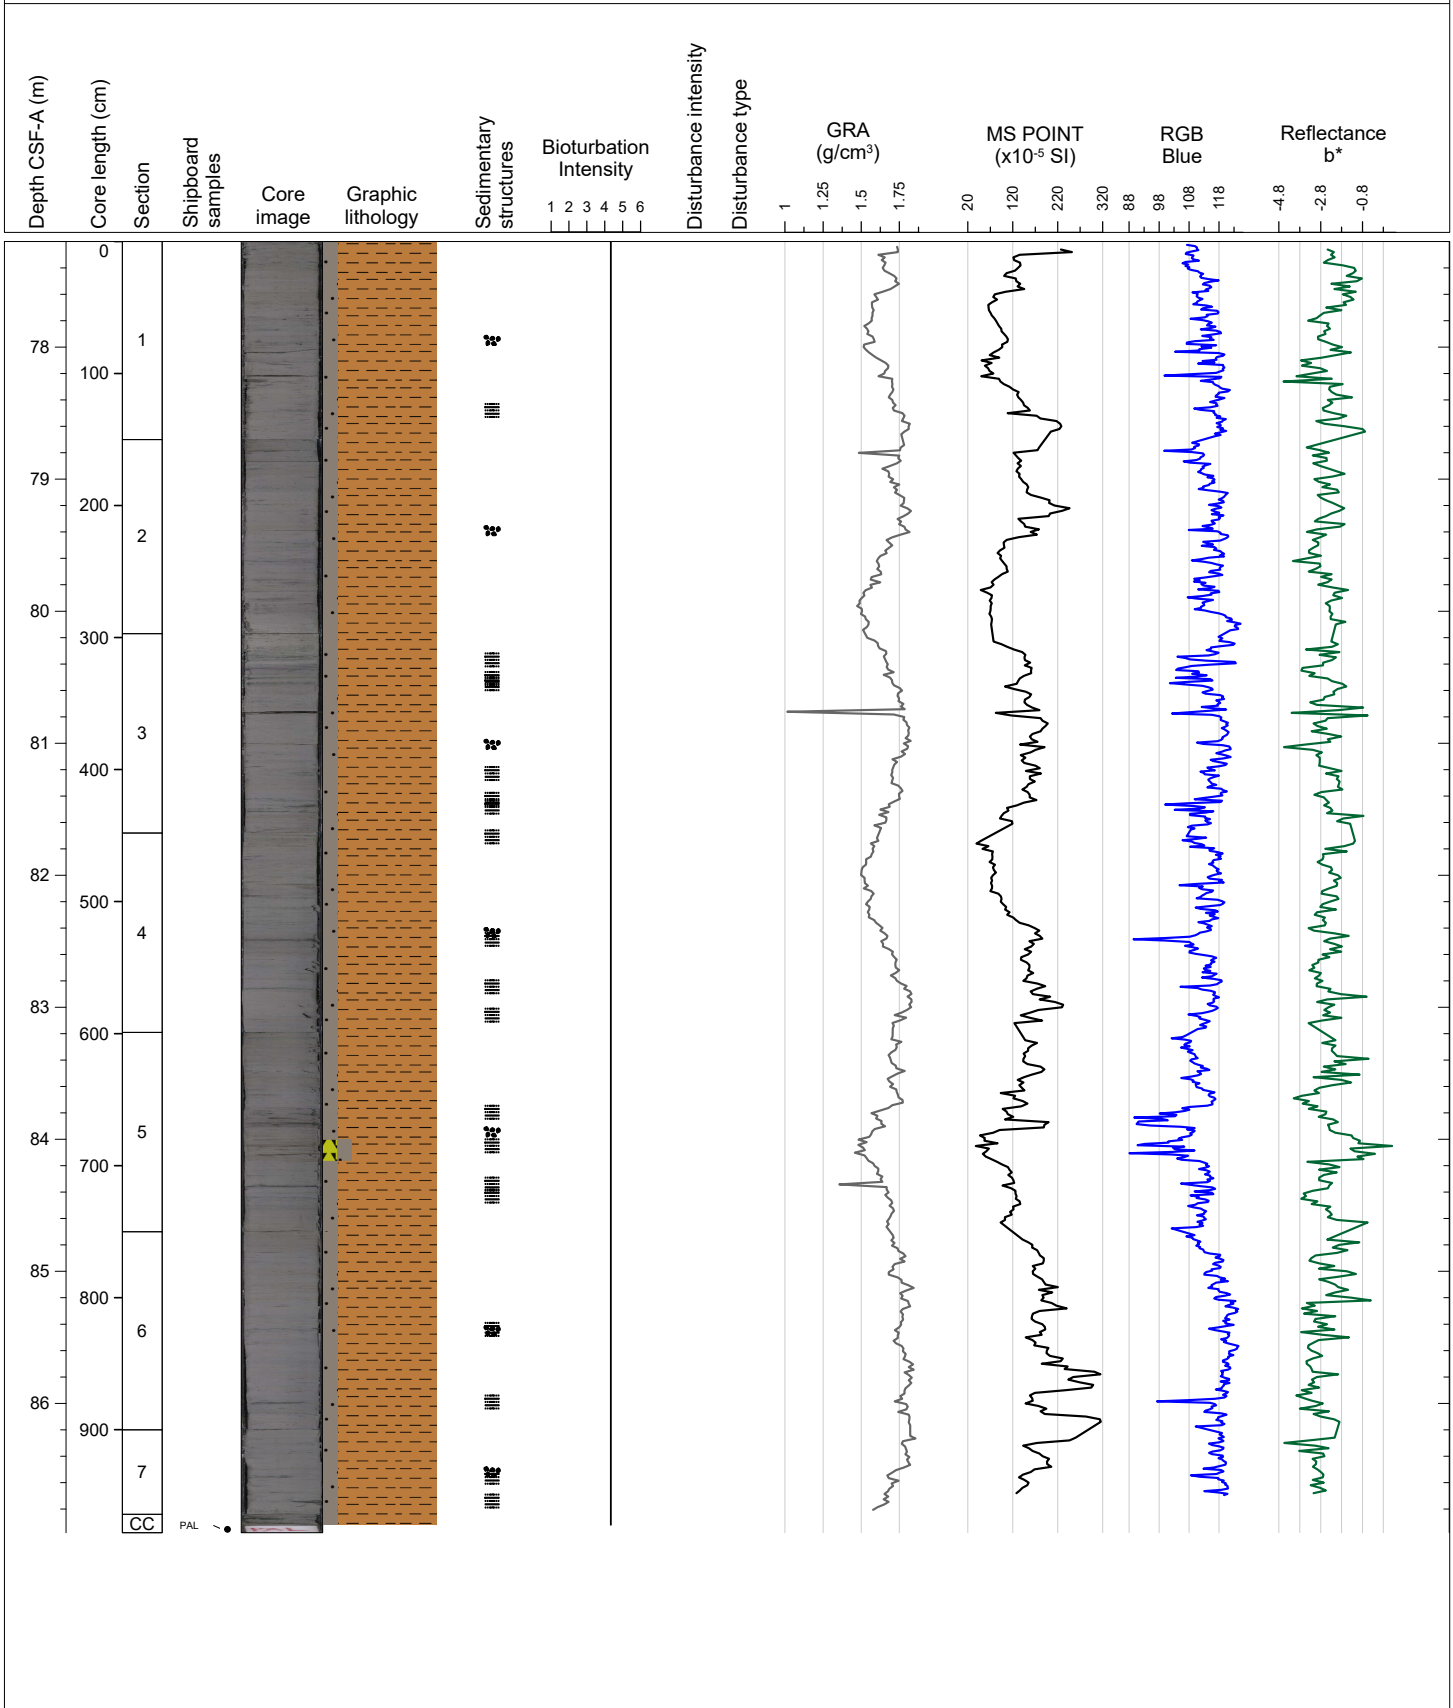 Depth CSF-A (m)
Core length (cm)
Section
Shipboard
samples
Core
image
Graphic
lithology
Sedimentary
structures
Bioturbation
Intensity
1 2 3 4 5 6
Disturbance intensity
Disturbance type
GRA
(g/cm³)
1 1.25 1.5 1.75
MS POINT
(x10⁻⁵ SI)
20 120 220 320
RGB
Blue
88 98 108 118
Reflectance
b*
-4.8 -2.8 -0.8
0
1
78
100
79
200
2
80
300
3
81
400
82
500
4
83
600
5
84
700
85
800
6
86
900
7
CC
PAL
PAL